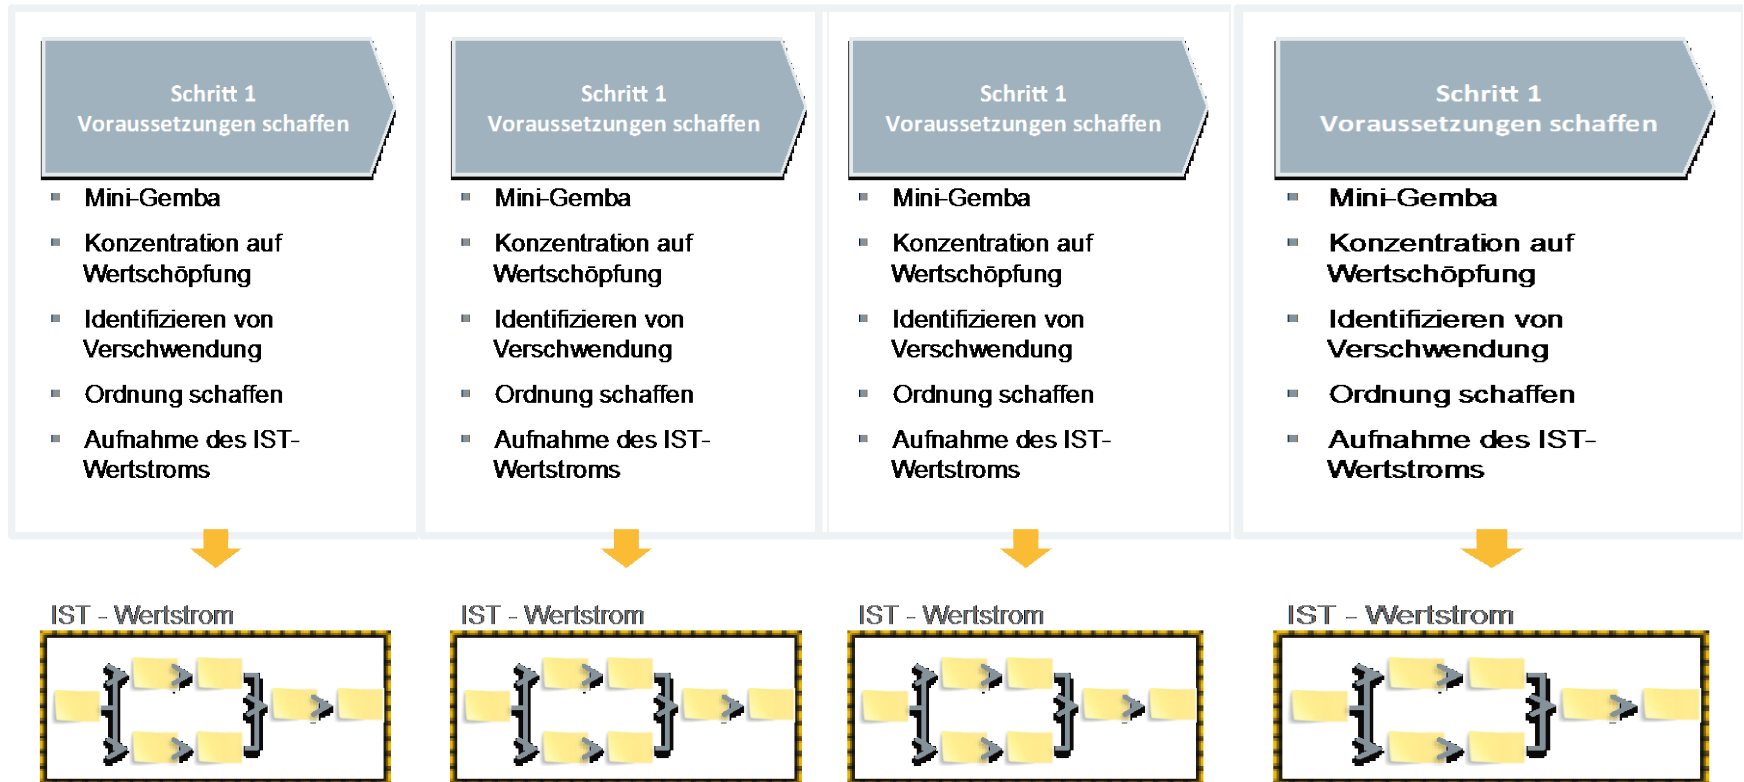 Schritt 1
Voraussetzungen schaffen
Mini-Gemba
Konzentration auf
Wertschöpfung
Identifizieren von
Verschwendung
Ordnung schaffen
Aufnahme des IST-
Wertstroms
IST - Wertstrom
Schritt 1
Voraussetzungen schaffen
Mini-Gemba
Konzentration auf
Wertschöpfung
Identifizieren von
Verschwendung
Ordnung schaffen
Aufnahme des IST-
Wertstroms
IST - Wertstrom
Schritt 1
Voraussetzungen schaffen
Mini-Gemba
Konzentration auf
Wertschöpfung
Identifizieren von
Verschwendung
Ordnung schaffen
Aufnahme des IST-
Wertstroms
IST - Wertstrom
Schritt 1
Voraussetzungen schaffen
Mini-Gemba
Konzentration auf
Wertschöpfung
Identifizieren von
Verschwendung
Ordnung schaffen
Aufnahme des IST-
Wertstroms
IST - Wertstrom